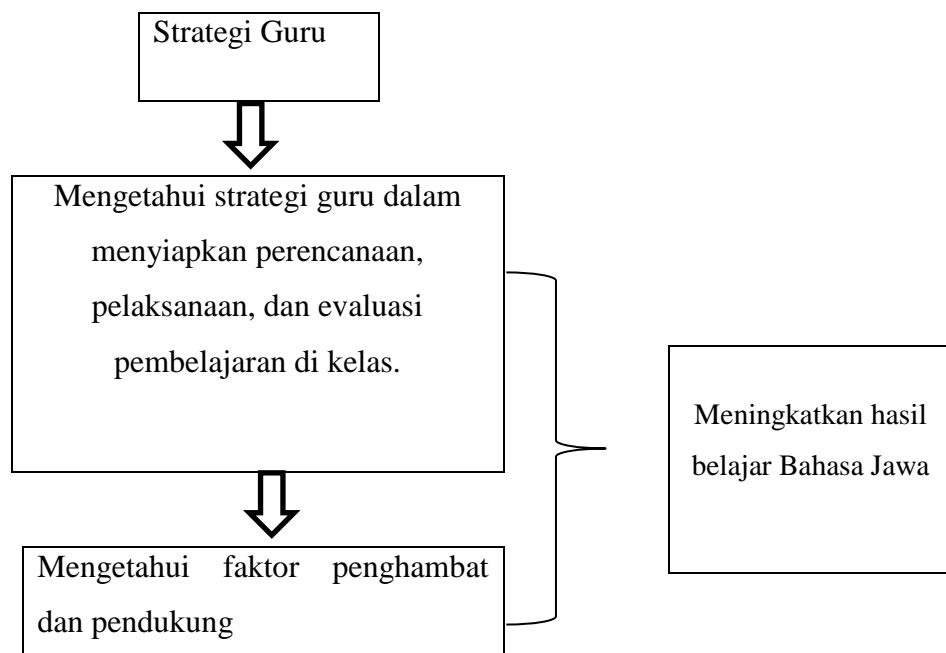 Strategi Guru
Mengetahui strategi guru dalam
menyiapkan perencanaan,
pelaksanaan, dan evaluasi
pembelajaran di kelas.
Meningkatkan hasil
belajar Bahasa Jawa
Mengetahui faktor penghambat
dan pendukung